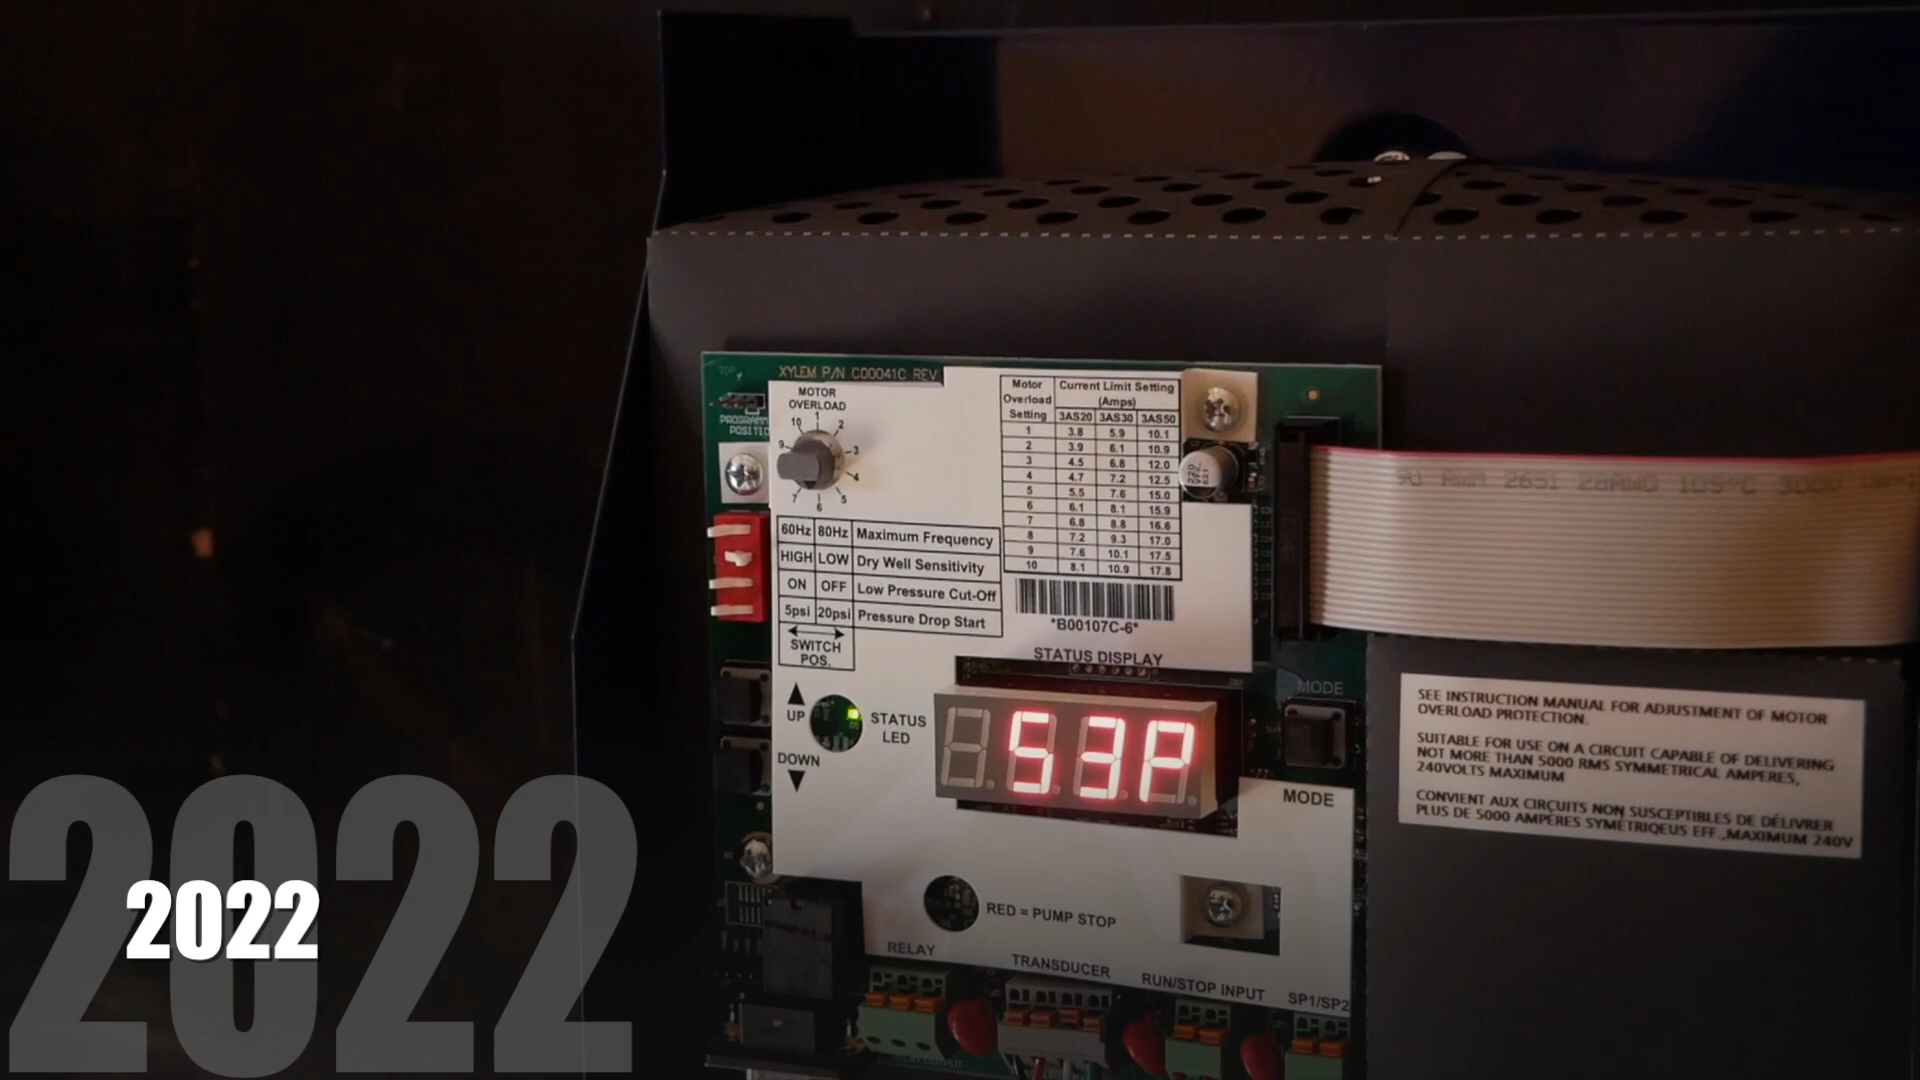 XYLEM P/N C00041C REV
MOTOR
OVERLOAD
1
2
3
4
5
6
7
9
10
Motor Overload Setting Current Limit Setting (Amps)
3AS20 3AS30 3AS50
1 3.8 5.9 10.1
2 3.9 6.1 10.9
3 4.5 6.8 12.0
4 4.7 7.2 12.5
5 5.5 7.6 15.0
6 6.1 8.1 15.9
7 6.8 8.8 16.6
8 7.2 9.3 17.0
9 7.6 10.1 17.5
10 8.1 10.9 17.8
*B00107C-6*
60Hz 80Hz Maximum Frequency
HIGH LOW Dry Well Sensitivity
ON OFF Low Pressure Cut-Off
5psi 20psi Pressure Drop Start
SWITCH
POS.
STATUS DISPLAY
53P
UP
DOWN
STATUS
LED
MODE
MODE
RED = PUMP STOP
RELAY
TRANSDUCER
RUN/STOP INPUT
SP1/SP2
SEE INSTRUCTION MANUAL FOR ADJUSTMENT OF MOTOR
OVERLOAD PROTECTION.
SUITABLE FOR USE ON A CIRCUIT CAPABLE OF DELIVERING
NOT MORE THAN 5000 RMS SYMMETRICAL AMPERES,
240VOLTS MAXIMUM
CONVIENT AUX CIRCUITS NON SUSCEPTIBLES DE DÉLIVRER
PLUS DE 5000 AMPÈRES SYMÉTRIQEUS EFF.,MAXIMUM 240V
2022
2022